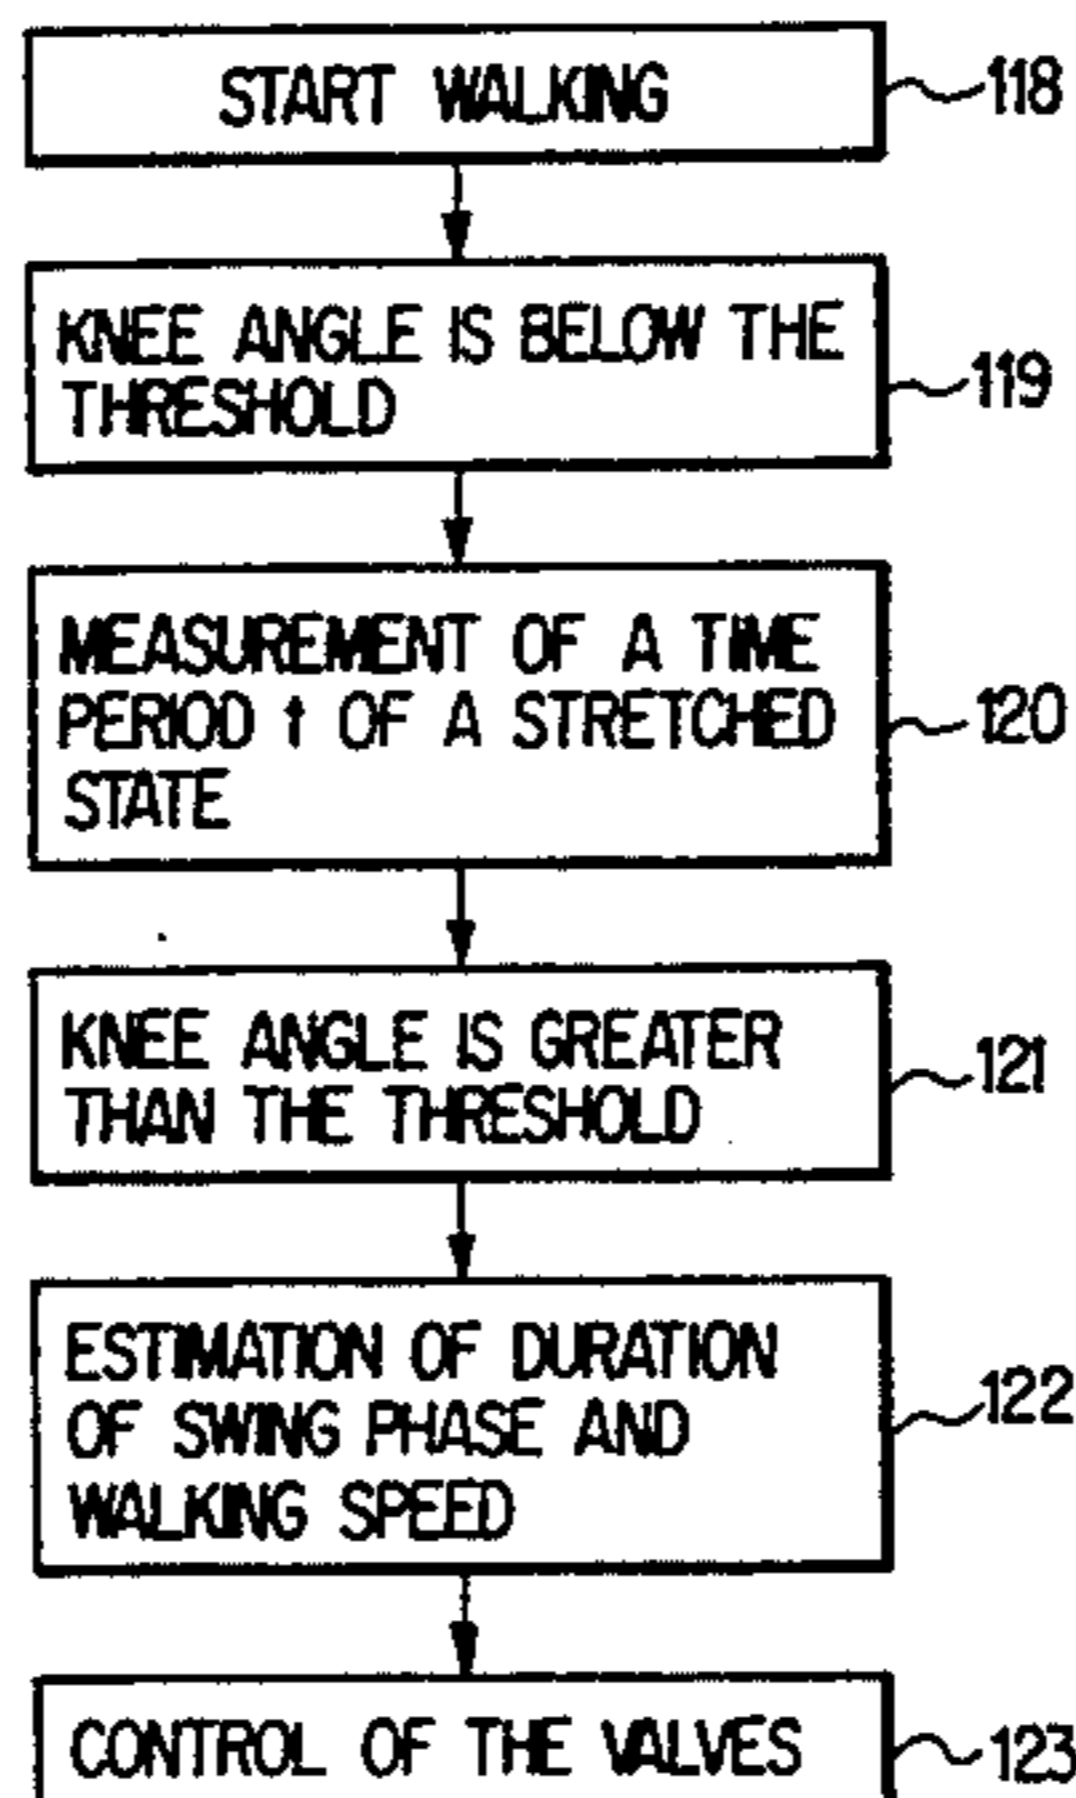 START WALKING
118
KNEE ANGLE IS BELOW THE
THRESHOLD
119
MEASUREMENT OF A TIME
PERIOD t OF A STRETCHED
STATE
120
KNEE ANGLE IS GREATER
THAN THE THRESHOLD
121
ESTIMATION OF DURATION
OF SWING PHASE AND
WALKING SPEED
122
CONTROL OF THE VALVES
123